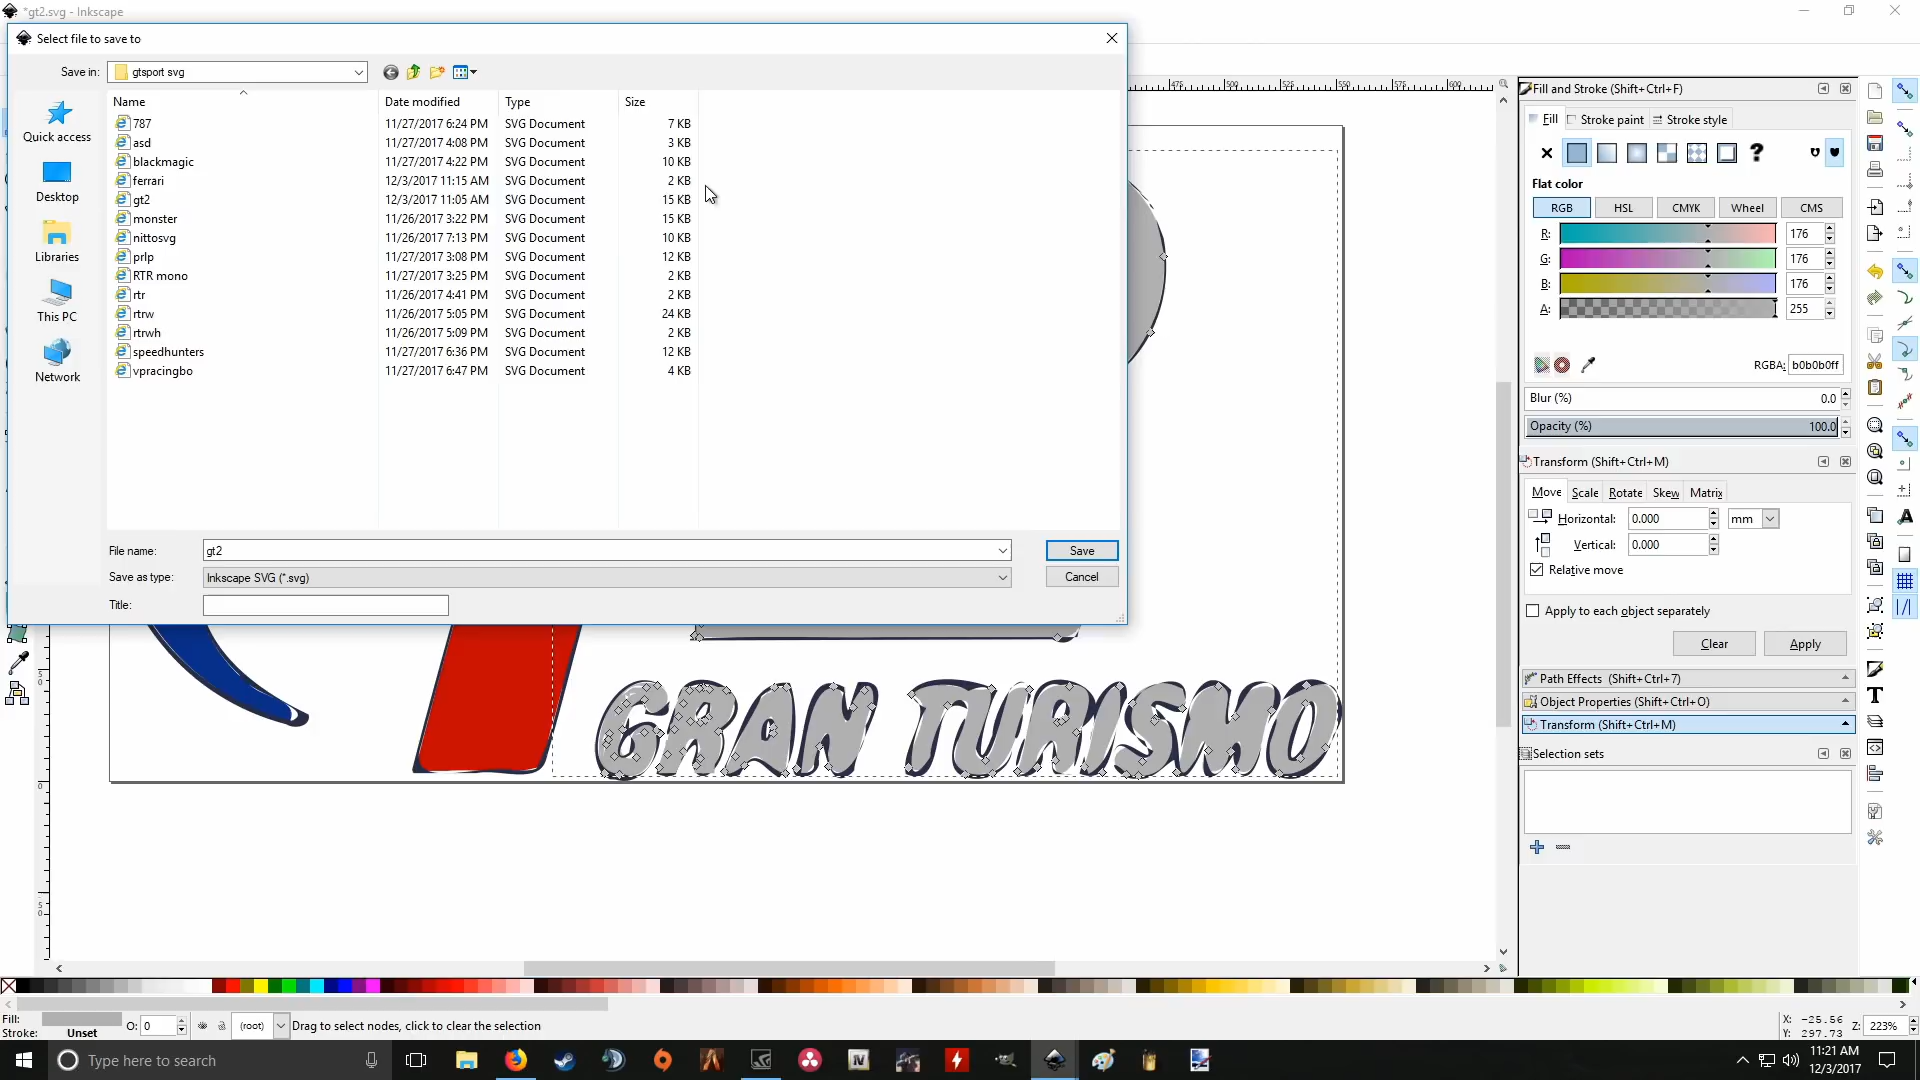 *gt2.svg - Inkscape
Select file to save to
Save in: gtsport svg
Name Date modified Type Size
787 11/27/2017 6:24 PM SVG Document 7 KB
asd 11/27/2017 4:08 PM SVG Document 3 KB
blackmagic 11/27/2017 4:22 PM SVG Document 10 KB
ferrari 12/3/2017 11:15 AM SVG Document 2 KB
gt2 12/3/2017 11:05 AM SVG Document 15 KB
monster 11/26/2017 3:22 PM SVG Document 15 KB
nittosvg 11/26/2017 7:13 PM SVG Document 10 KB
prlp 11/27/2017 3:08 PM SVG Document 12 KB
RTR mono 11/27/2017 3:25 PM SVG Document 2 KB
rtr 11/26/2017 4:41 PM SVG Document 2 KB
rtrw 11/26/2017 5:05 PM SVG Document 24 KB
rtrwh 11/26/2017 5:09 PM SVG Document 2 KB
speedhunters 11/27/2017 6:36 PM SVG Document 12 KB
vpracingbo 11/27/2017 6:47 PM SVG Document 4 KB
Quick access
Desktop
Libraries
This PC
Network
File name: gt2 Save
Save as type: Inkscape SVG (*.svg) Cancel
Title:
475 500 525 550 575 600
GRAN TURISMO
Fill and Stroke (Shift+Ctrl+F)
Fill Stroke paint Stroke style
Flat color
RGB HSL CMYK Wheel CMS
R: 176
G: 176
B: 176
A: 255
RGBA: b0b0b0ff
Blur (%) 0.0
Opacity (%) 100.0
Transform (Shift+Ctrl+M)
Move Scale Rotate Skew Matrix
Horizontal: 0.000 mm
Vertical: 0.000
Relative move
Apply to each object separately
Clear Apply
Path Effects (Shift+Ctrl+7)
Object Properties (Shift+Ctrl+O)
Transform (Shift+Ctrl+M)
Selection sets
Fill:
Stroke: Unset
O: 0 (root) Drag to select nodes, click to clear the selection
X: -25.56
Y: 297.73 Z: 223%
Type here to search
11:21 AM
12/3/2017